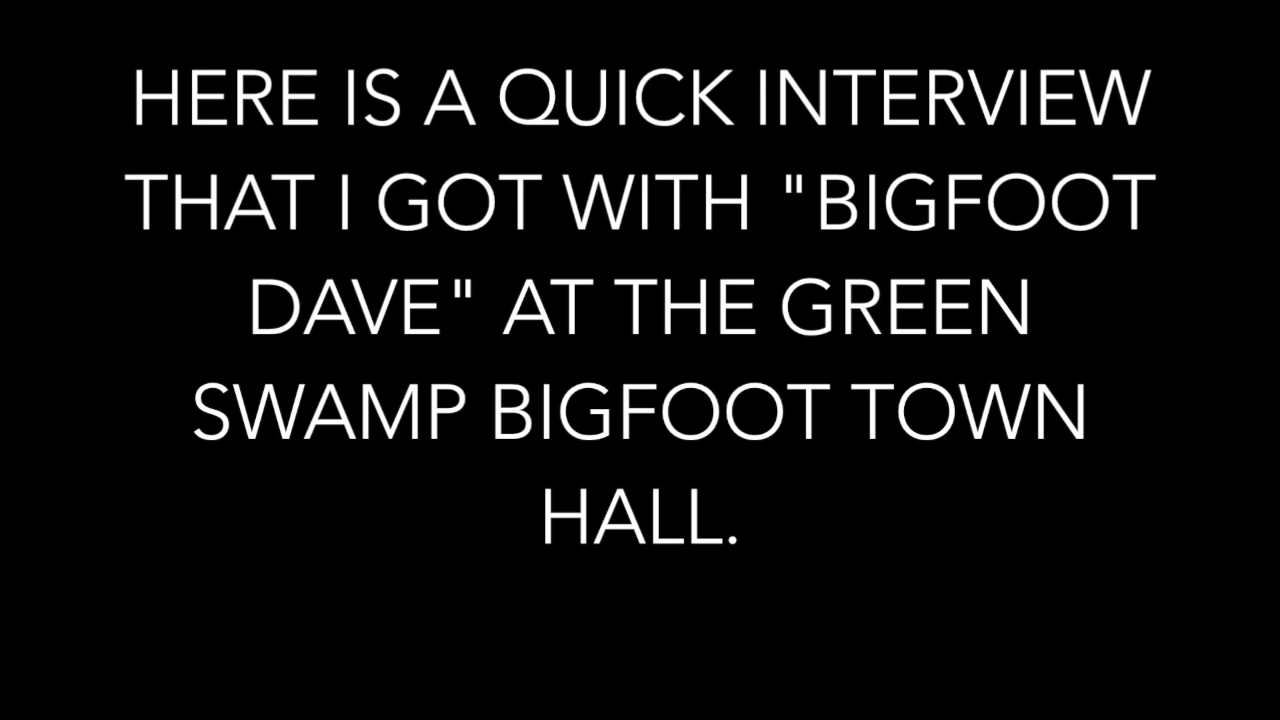 HERE IS A QUICK INTERVIEW
THAT I GOT WITH "BIGFOOT
DAVE" AT THE GREEN
SWAMP BIGFOOT TOWN
HALL.